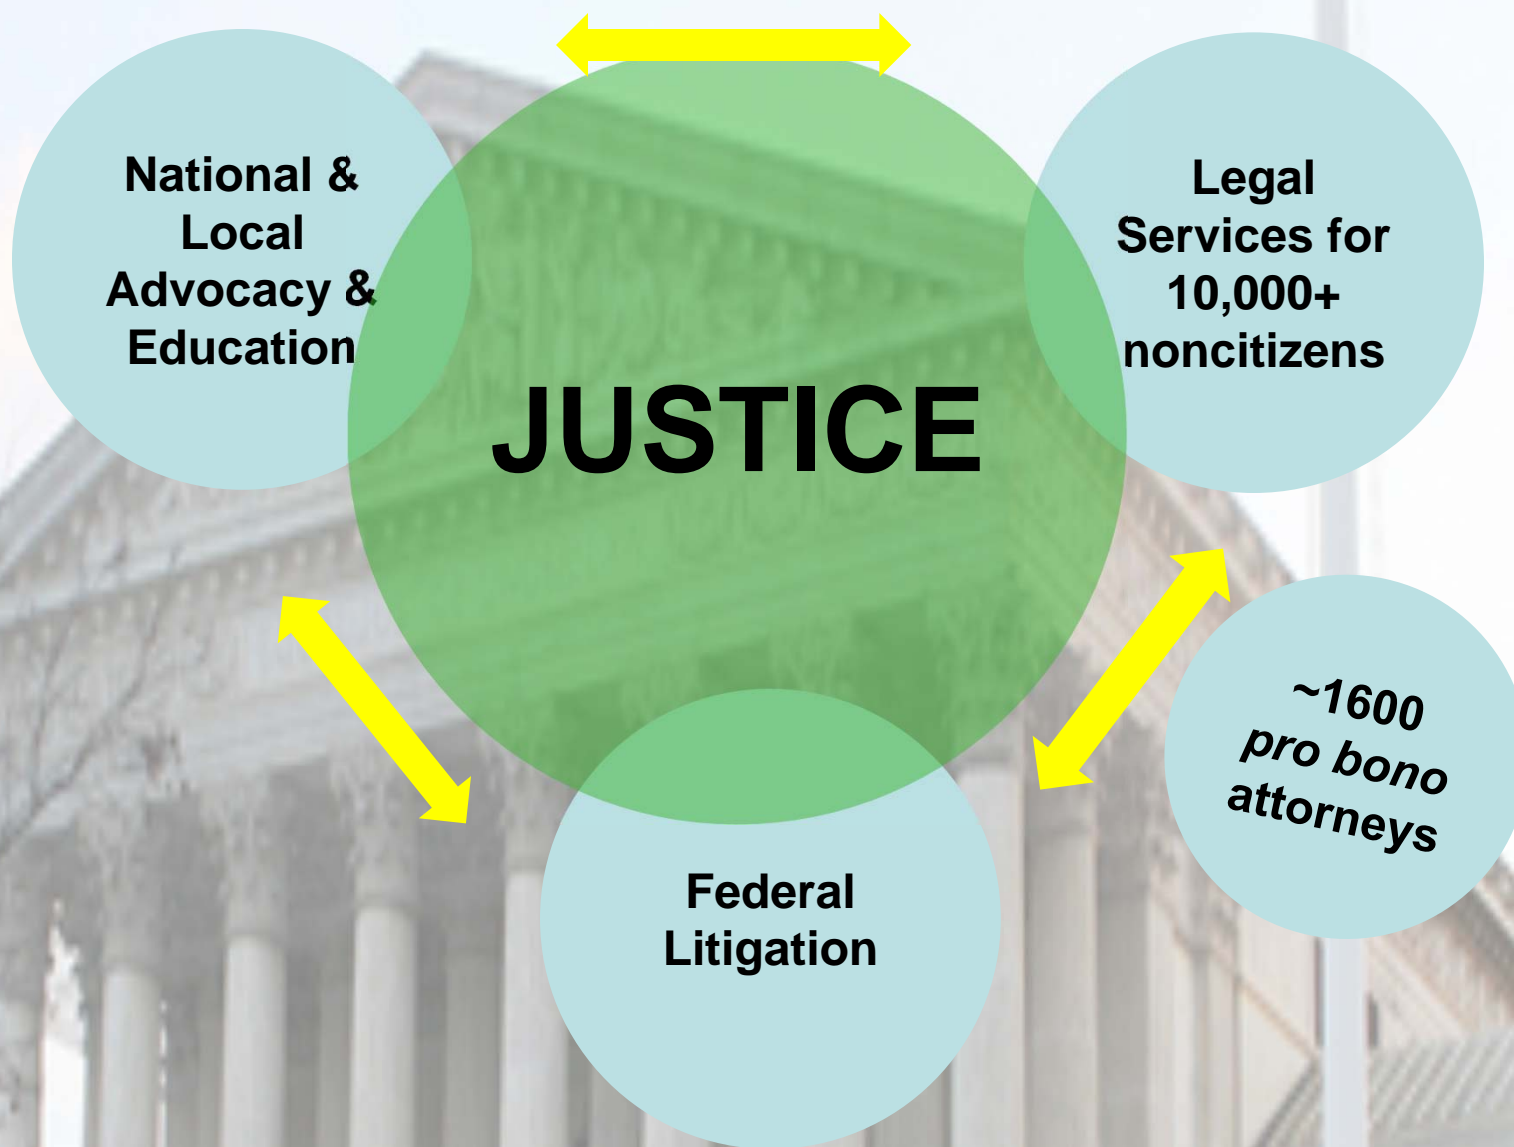 National &
Local
Advocacy &
Education
Legal
Services for
10,000+
noncitizens
JUSTICE
~1600
pro bono
attorneys
Federal
Litigation